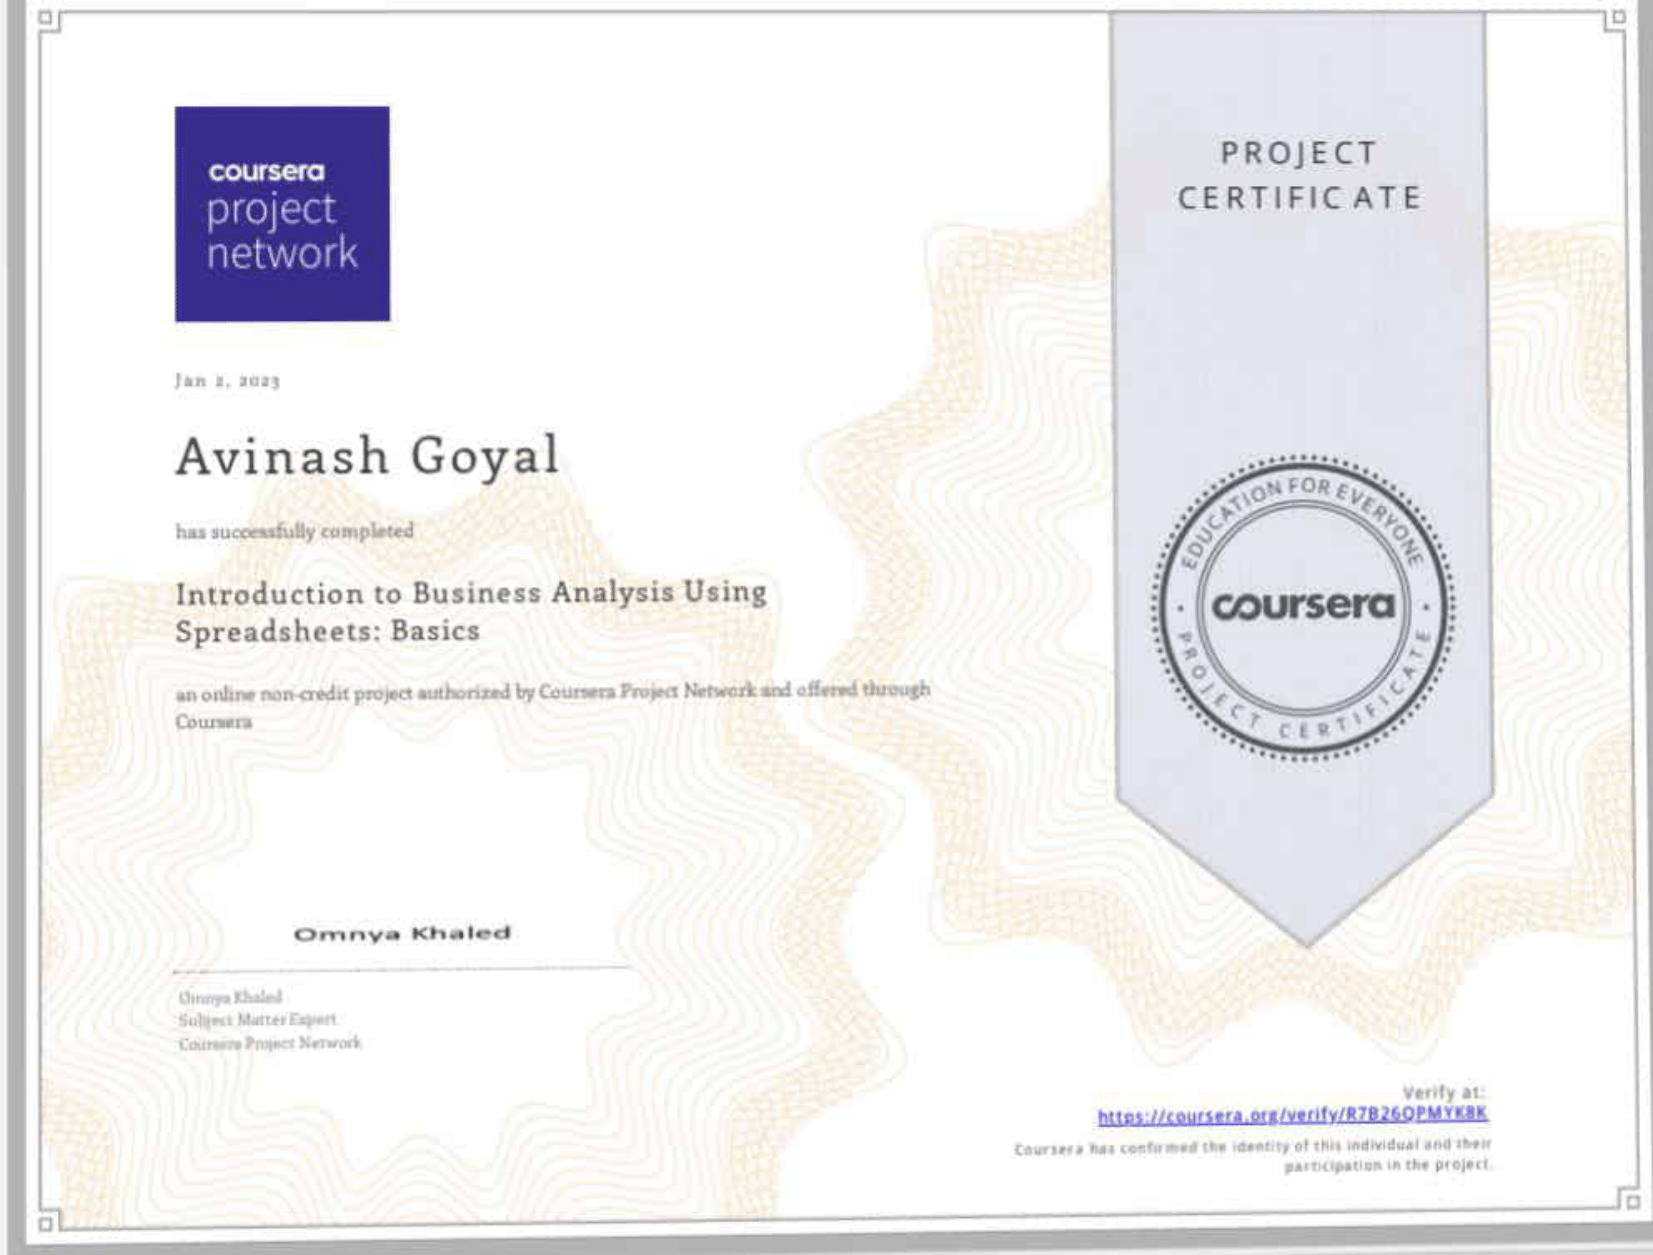 coursera
project
network
PROJECT
CERTIFICATE
Jan 2, 2023
Avinash Goyal
has successfully completed
Introduction to Business Analysis Using
Spreadsheets: Basics
an online non-credit project authorized by Coursera Project Network and offered through
Coursera
EDUCATION FOR EVERYONE
coursera
PROJECT CERTIFICATE
Omnya Khaled
Omnya Khaled
Subject Matter Expert
Coursera Project Network
Verify at:
https://coursera.org/verify/R7B26QPMYK8K
Coursera has confirmed the identity of this individual and their
participation in the project.